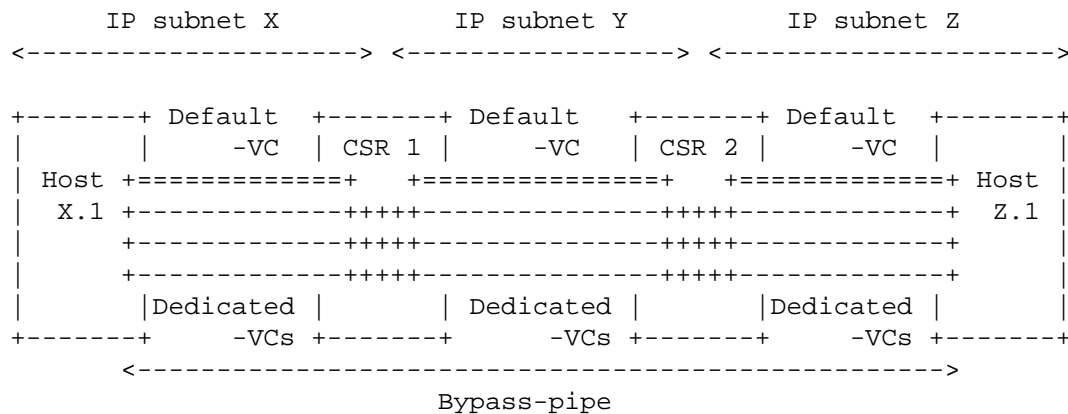 IP subnet X IP subnet Y IP subnet Z
<---------------------> <-----------------> <--------------------->
+-------+ Default +-------+ Default +-------+ Default +-------+
| | -VC | CSR 1 | -VC | CSR 2 | -VC | |
| Host +=============+ +===============+ +=============+ Host |
| X.1 +-------------+++++---------------+++++-------------+ Z.1 |
| +-------------+++++---------------+++++-------------+ |
| +-------------+++++---------------+++++-------------+ |
| |Dedicated | | Dedicated | |Dedicated | |
+-------+ -VCs +-------+ -VCs +-------+ -VCs +-------+
<--------------------------------------------------->
Bypass-pipe